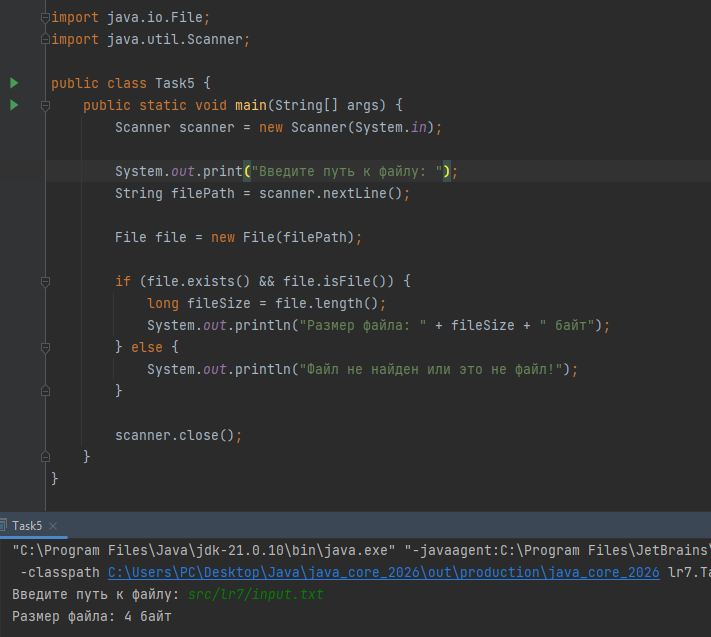 import java.io.File;
import java.util.Scanner;
public class Task5 {
public static void main(String[] args) {
Scanner scanner = new Scanner(System.in);
System.out.print("Введите путь к файлу: ");
String filePath = scanner.nextLine();
File file = new File(filePath);
if (file.exists() && file.isFile()) {
long fileSize = file.length();
System.out.println("Размер файла: " + fileSize + " байт");
} else {
System.out.println("Файл не найден или это не файл!");
}
scanner.close();
}
}
Task5
"C:\Program Files\Java\jdk-21.0.10\bin\java.exe" "-javaagent:C:\Program Files\JetBrains\
-classpath C:\Users\PC\Desktop\Java\java_core_2026\out\production\java_core_2026 lr7.Ta
Введите путь к файлу: src/lr7/input.txt
Размер файла: 4 байт